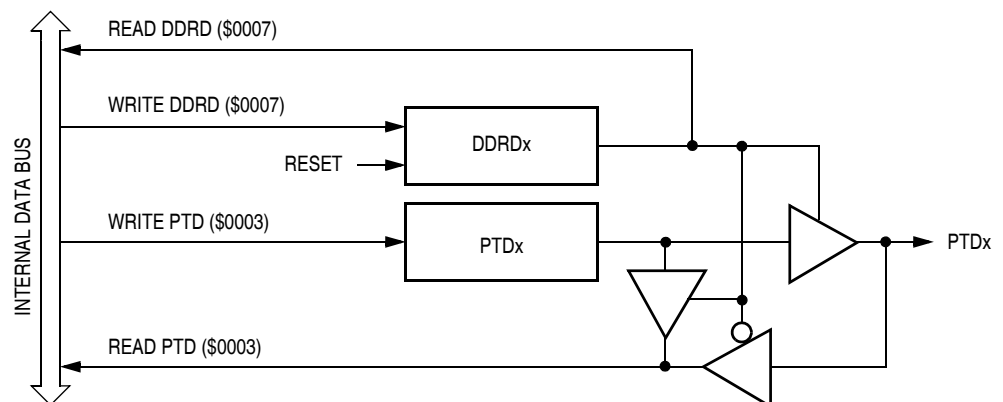 READ DDRD ($0007)
WRITE DDRD ($0007)
DDRDx
RESET
INTERNAL DATA BUS
WRITE PTD ($0003)
PTDx
PTDx
READ PTD ($0003)